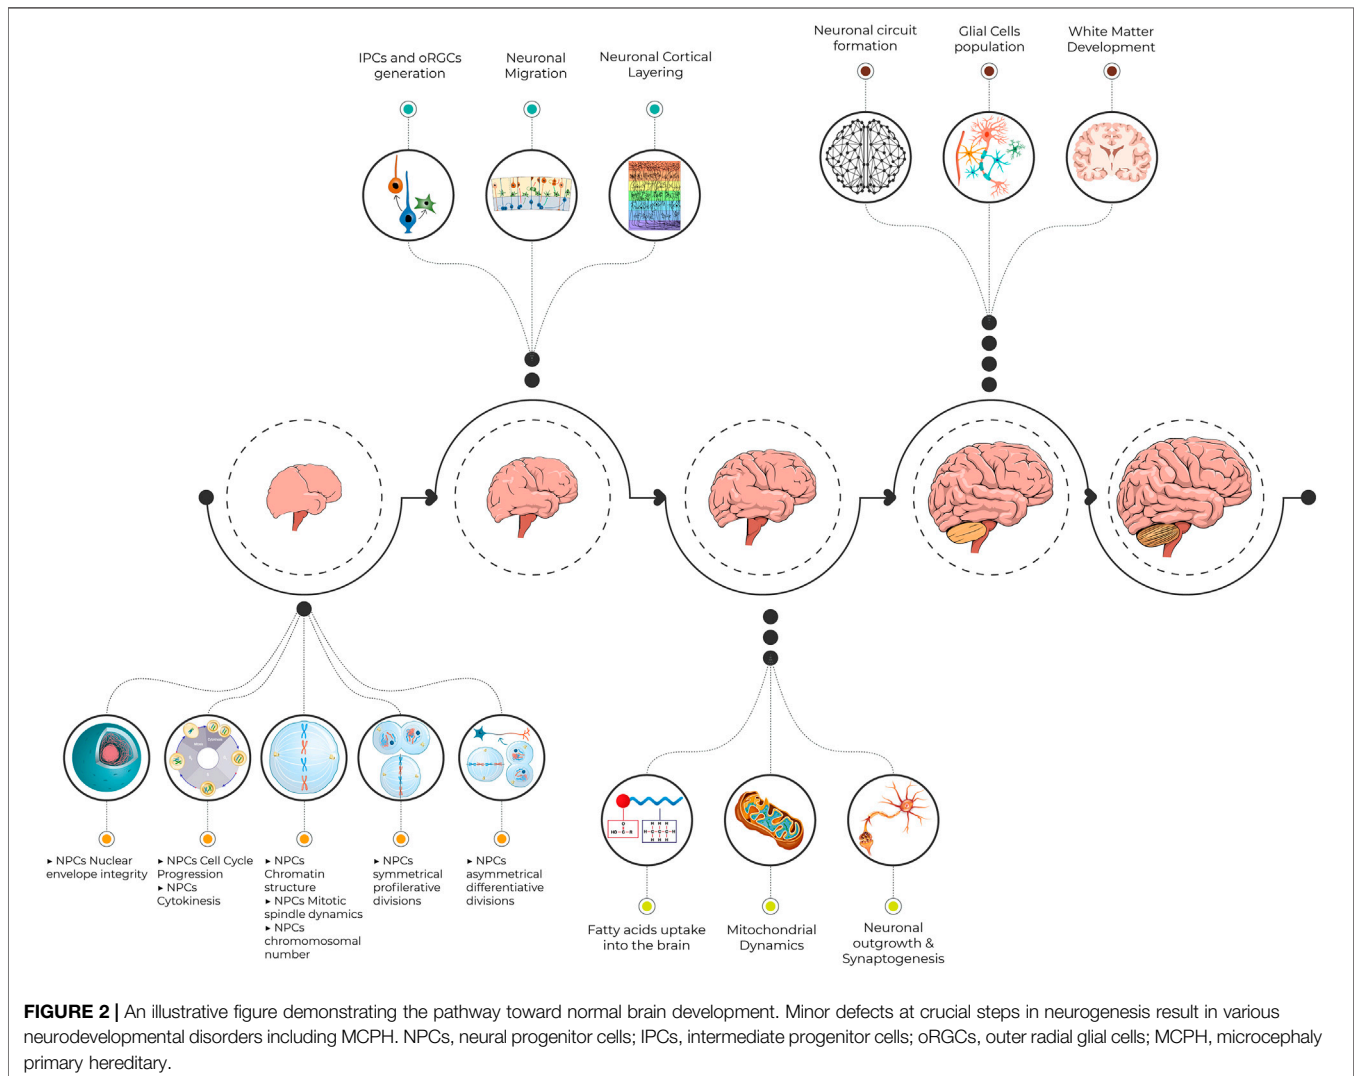 IPCs and oRGCs
generation
Neuronal
Migration
Neuronal Cortical
Layering
Neuronal circuit
formation
Glial Cells
population
White Matter
Development
▸ NPCs Nuclear
envelope integrity
▸ NPCs Cell Cycle
Progression
▸ NPCs
Cytokinesis
▸ NPCs
Chromatin
structure
▸ NPCs Mitotic
spindle dynamics
▸ NPCs
chromomosomal
number
▸ NPCs
symmetrical
profilerative
divisions
▸ NPCs
asymmetrical
differentiative
divisions
Fatty acids uptake
into the brain
Mitochondrial
Dynamics
Neuronal
outgrowth &
Synaptogenesis
FIGURE 2 | An illustrative figure demonstrating the pathway toward normal brain development. Minor defects at crucial steps in neurogenesis result in various
neurodevelopmental disorders including MCPH. NPCs, neural progenitor cells; IPCs, intermediate progenitor cells; oRGCs, outer radial glial cells; MCPH, microcephaly
primary hereditary.